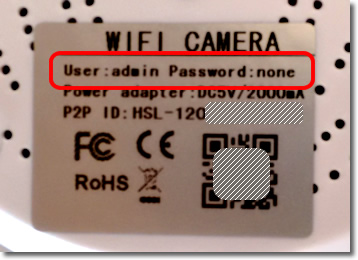 WIFI CAMERA
User:admin Password:none
Power adapter:DC5V/2000mA
P2P ID:HSL-120
FC CE
RoHS